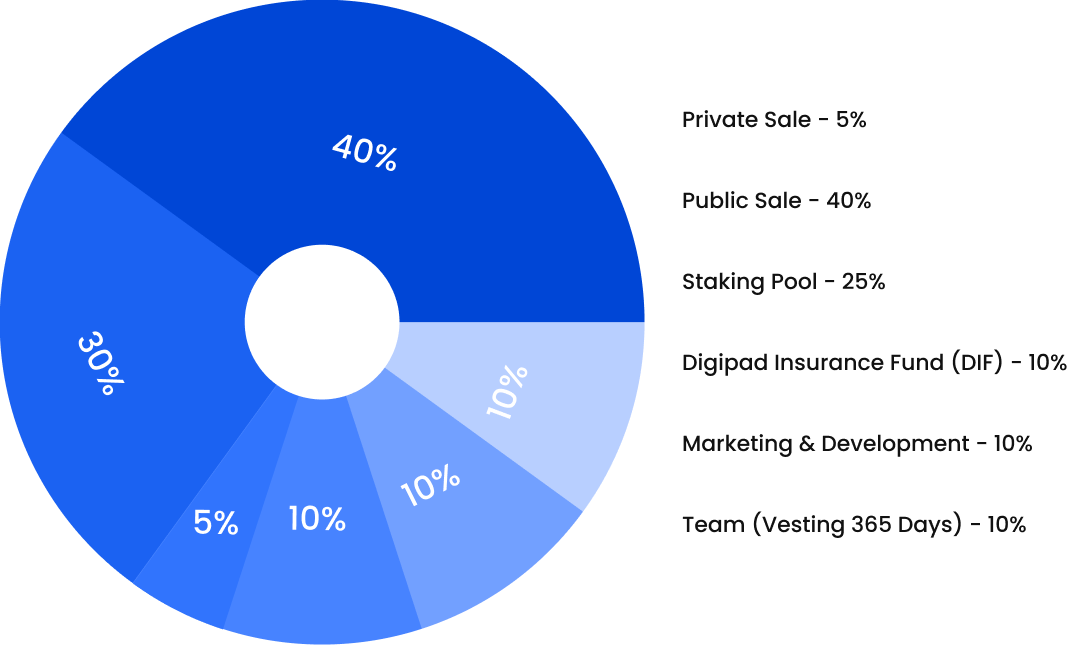 40%
30%
10%
10%
10%
5%
Private Sale - 5%
Public Sale - 40%
Staking Pool - 25%
Digipad Insurance Fund (DIF) - 10%
Marketing & Development - 10%
Team (Vesting 365 Days) - 10%